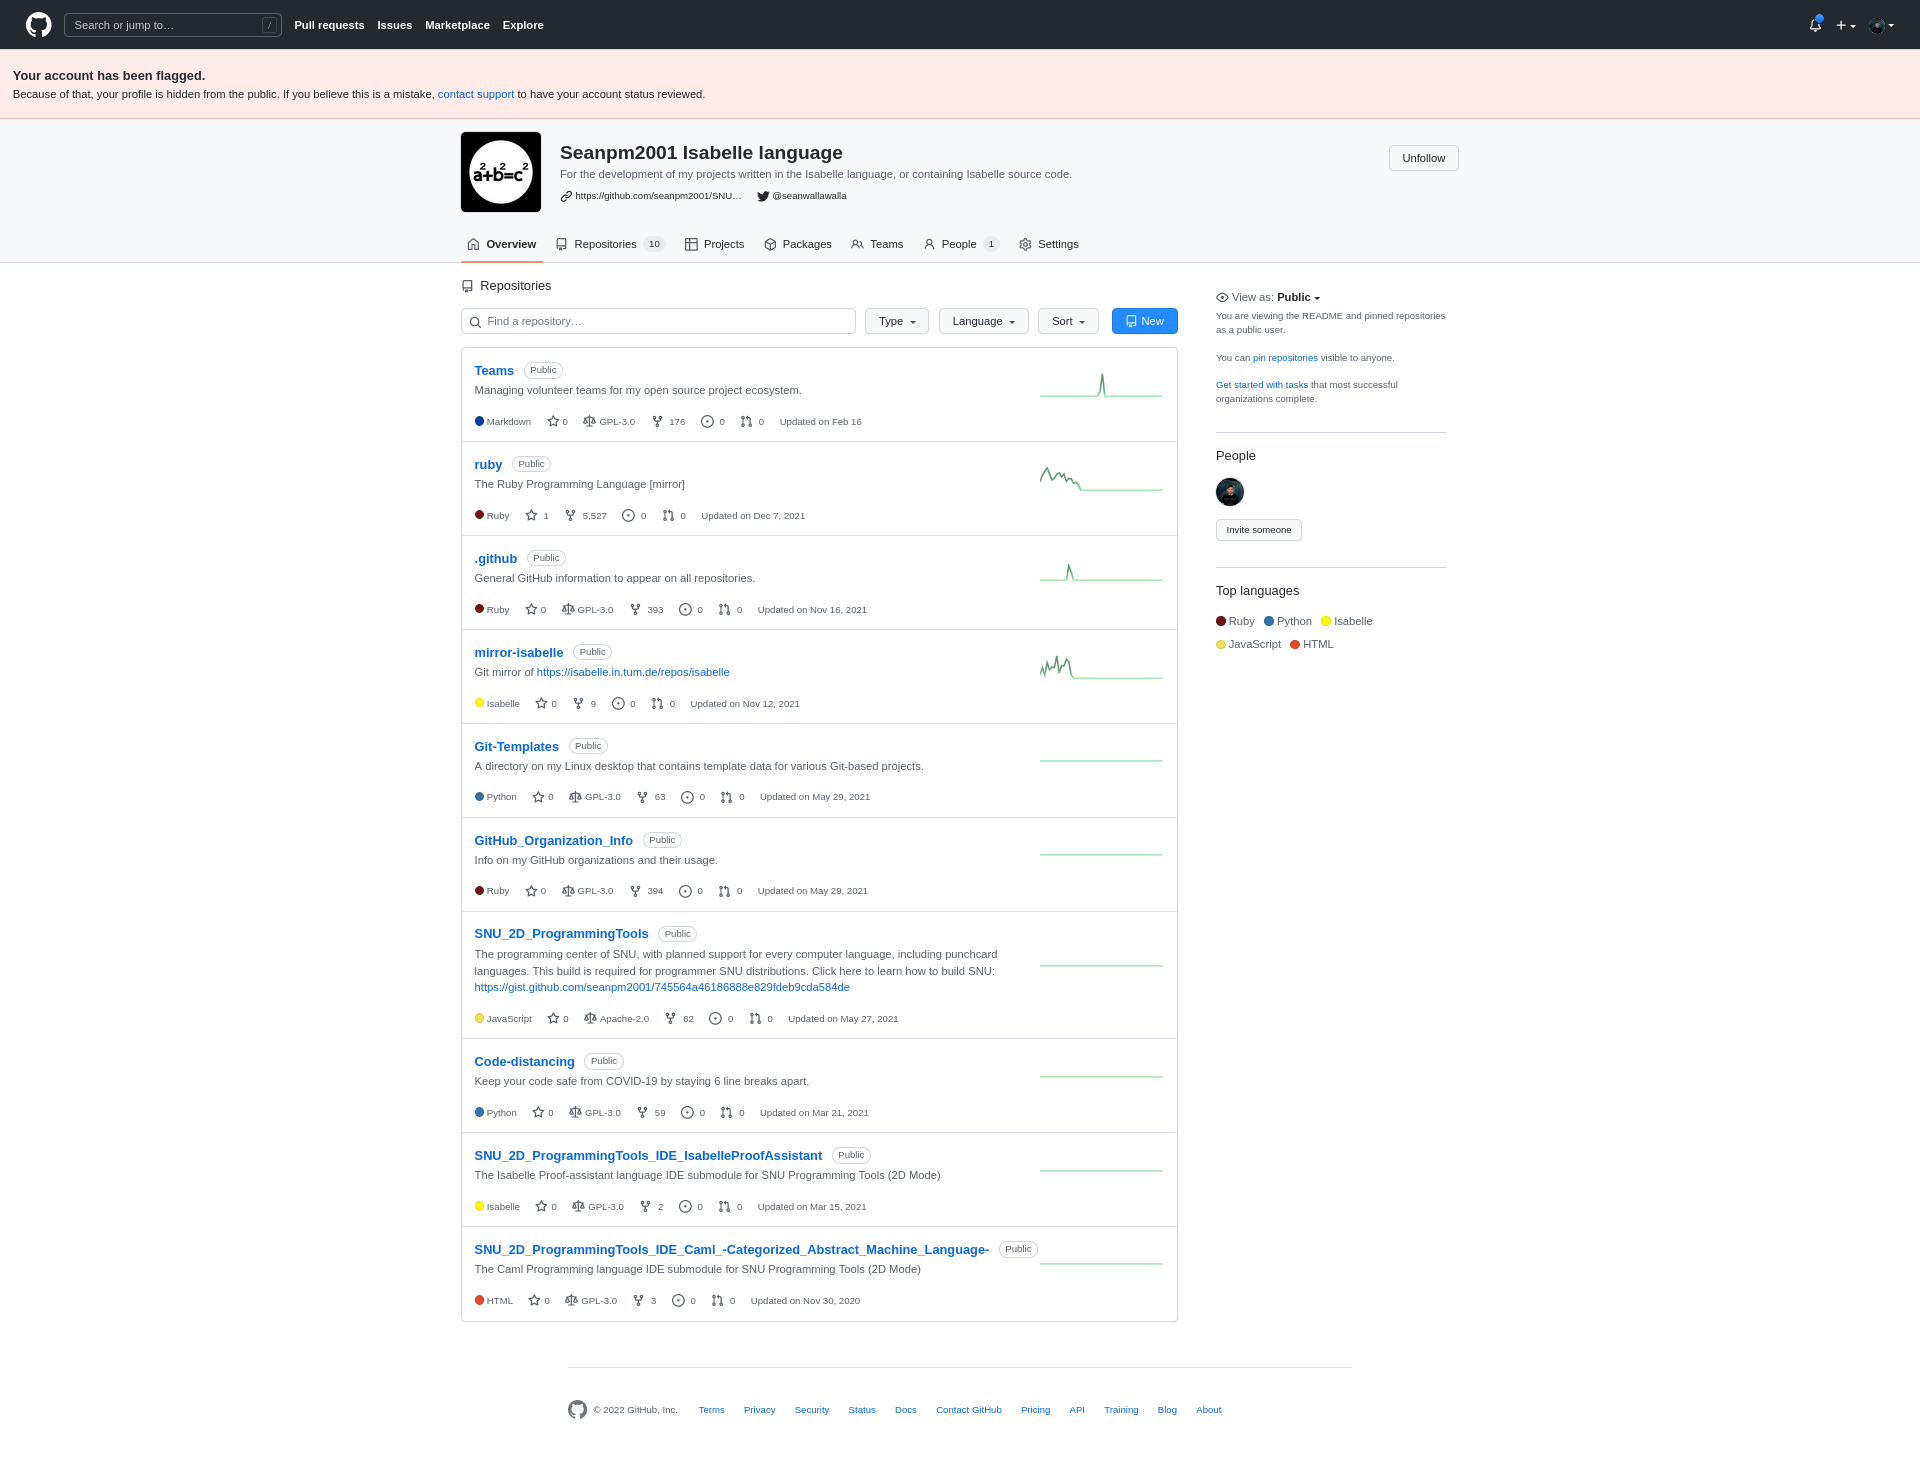 Search or jump to… /
Pull requests Issues Marketplace Explore
Your account has been flagged.
Because of that, your profile is hidden from the public. If you believe this is a mistake, contact support to have your account status reviewed.
a²+b²=c²
Seanpm2001 Isabelle language
For the development of my projects written in the Isabelle language, or containing Isabelle source code.
https://github.com/seanpm2001/SNU… @seanwallawalla
Unfollow
Overview Repositories 10 Projects Packages Teams People 1 Settings
Repositories
Find a repository… Type Language Sort New
Teams Public
Managing volunteer teams for my open source project ecosystem.
Markdown 0 GPL-3.0 176 0 0 Updated on Feb 16
ruby Public
The Ruby Programming Language [mirror]
Ruby 1 5,527 0 0 Updated on Dec 7, 2021
.github Public
General GitHub information to appear on all repositories.
Ruby 0 GPL-3.0 393 0 0 Updated on Nov 16, 2021
mirror-isabelle Public
Git mirror of https://isabelle.in.tum.de/repos/isabelle
Isabelle 0 9 0 0 Updated on Nov 12, 2021
Git-Templates Public
A directory on my Linux desktop that contains template data for various Git-based projects.
Python 0 GPL-3.0 63 0 0 Updated on May 29, 2021
GitHub_Organization_Info Public
Info on my GitHub organizations and their usage.
Ruby 0 GPL-3.0 394 0 0 Updated on May 29, 2021
SNU_2D_ProgrammingTools Public
The programming center of SNU, with planned support for every computer language, including punchcard
languages. This build is required for programmer SNU distributions. Click here to learn how to build SNU:
https://gist.github.com/seanpm2001/745564a46186888e829fdeb9cda584de
JavaScript 0 Apache-2.0 62 0 0 Updated on May 27, 2021
Code-distancing Public
Keep your code safe from COVID-19 by staying 6 line breaks apart.
Python 0 GPL-3.0 59 0 0 Updated on Mar 21, 2021
SNU_2D_ProgrammingTools_IDE_IsabelleProofAssistant Public
The Isabelle Proof-assistant language IDE submodule for SNU Programming Tools (2D Mode)
Isabelle 0 GPL-3.0 2 0 0 Updated on Mar 15, 2021
SNU_2D_ProgrammingTools_IDE_Caml_-Categorized_Abstract_Machine_Language- Public
The Caml Programming language IDE submodule for SNU Programming Tools (2D Mode)
HTML 0 GPL-3.0 3 0 0 Updated on Nov 30, 2020
View as: Public
You are viewing the README and pinned repositories
as a public user.
You can pin repositories visible to anyone.
Get started with tasks that most successful
organizations complete.
People
Invite someone
Top languages
Ruby Python Isabelle
JavaScript HTML
© 2022 GitHub, Inc. Terms Privacy Security Status Docs Contact GitHub Pricing API Training Blog About